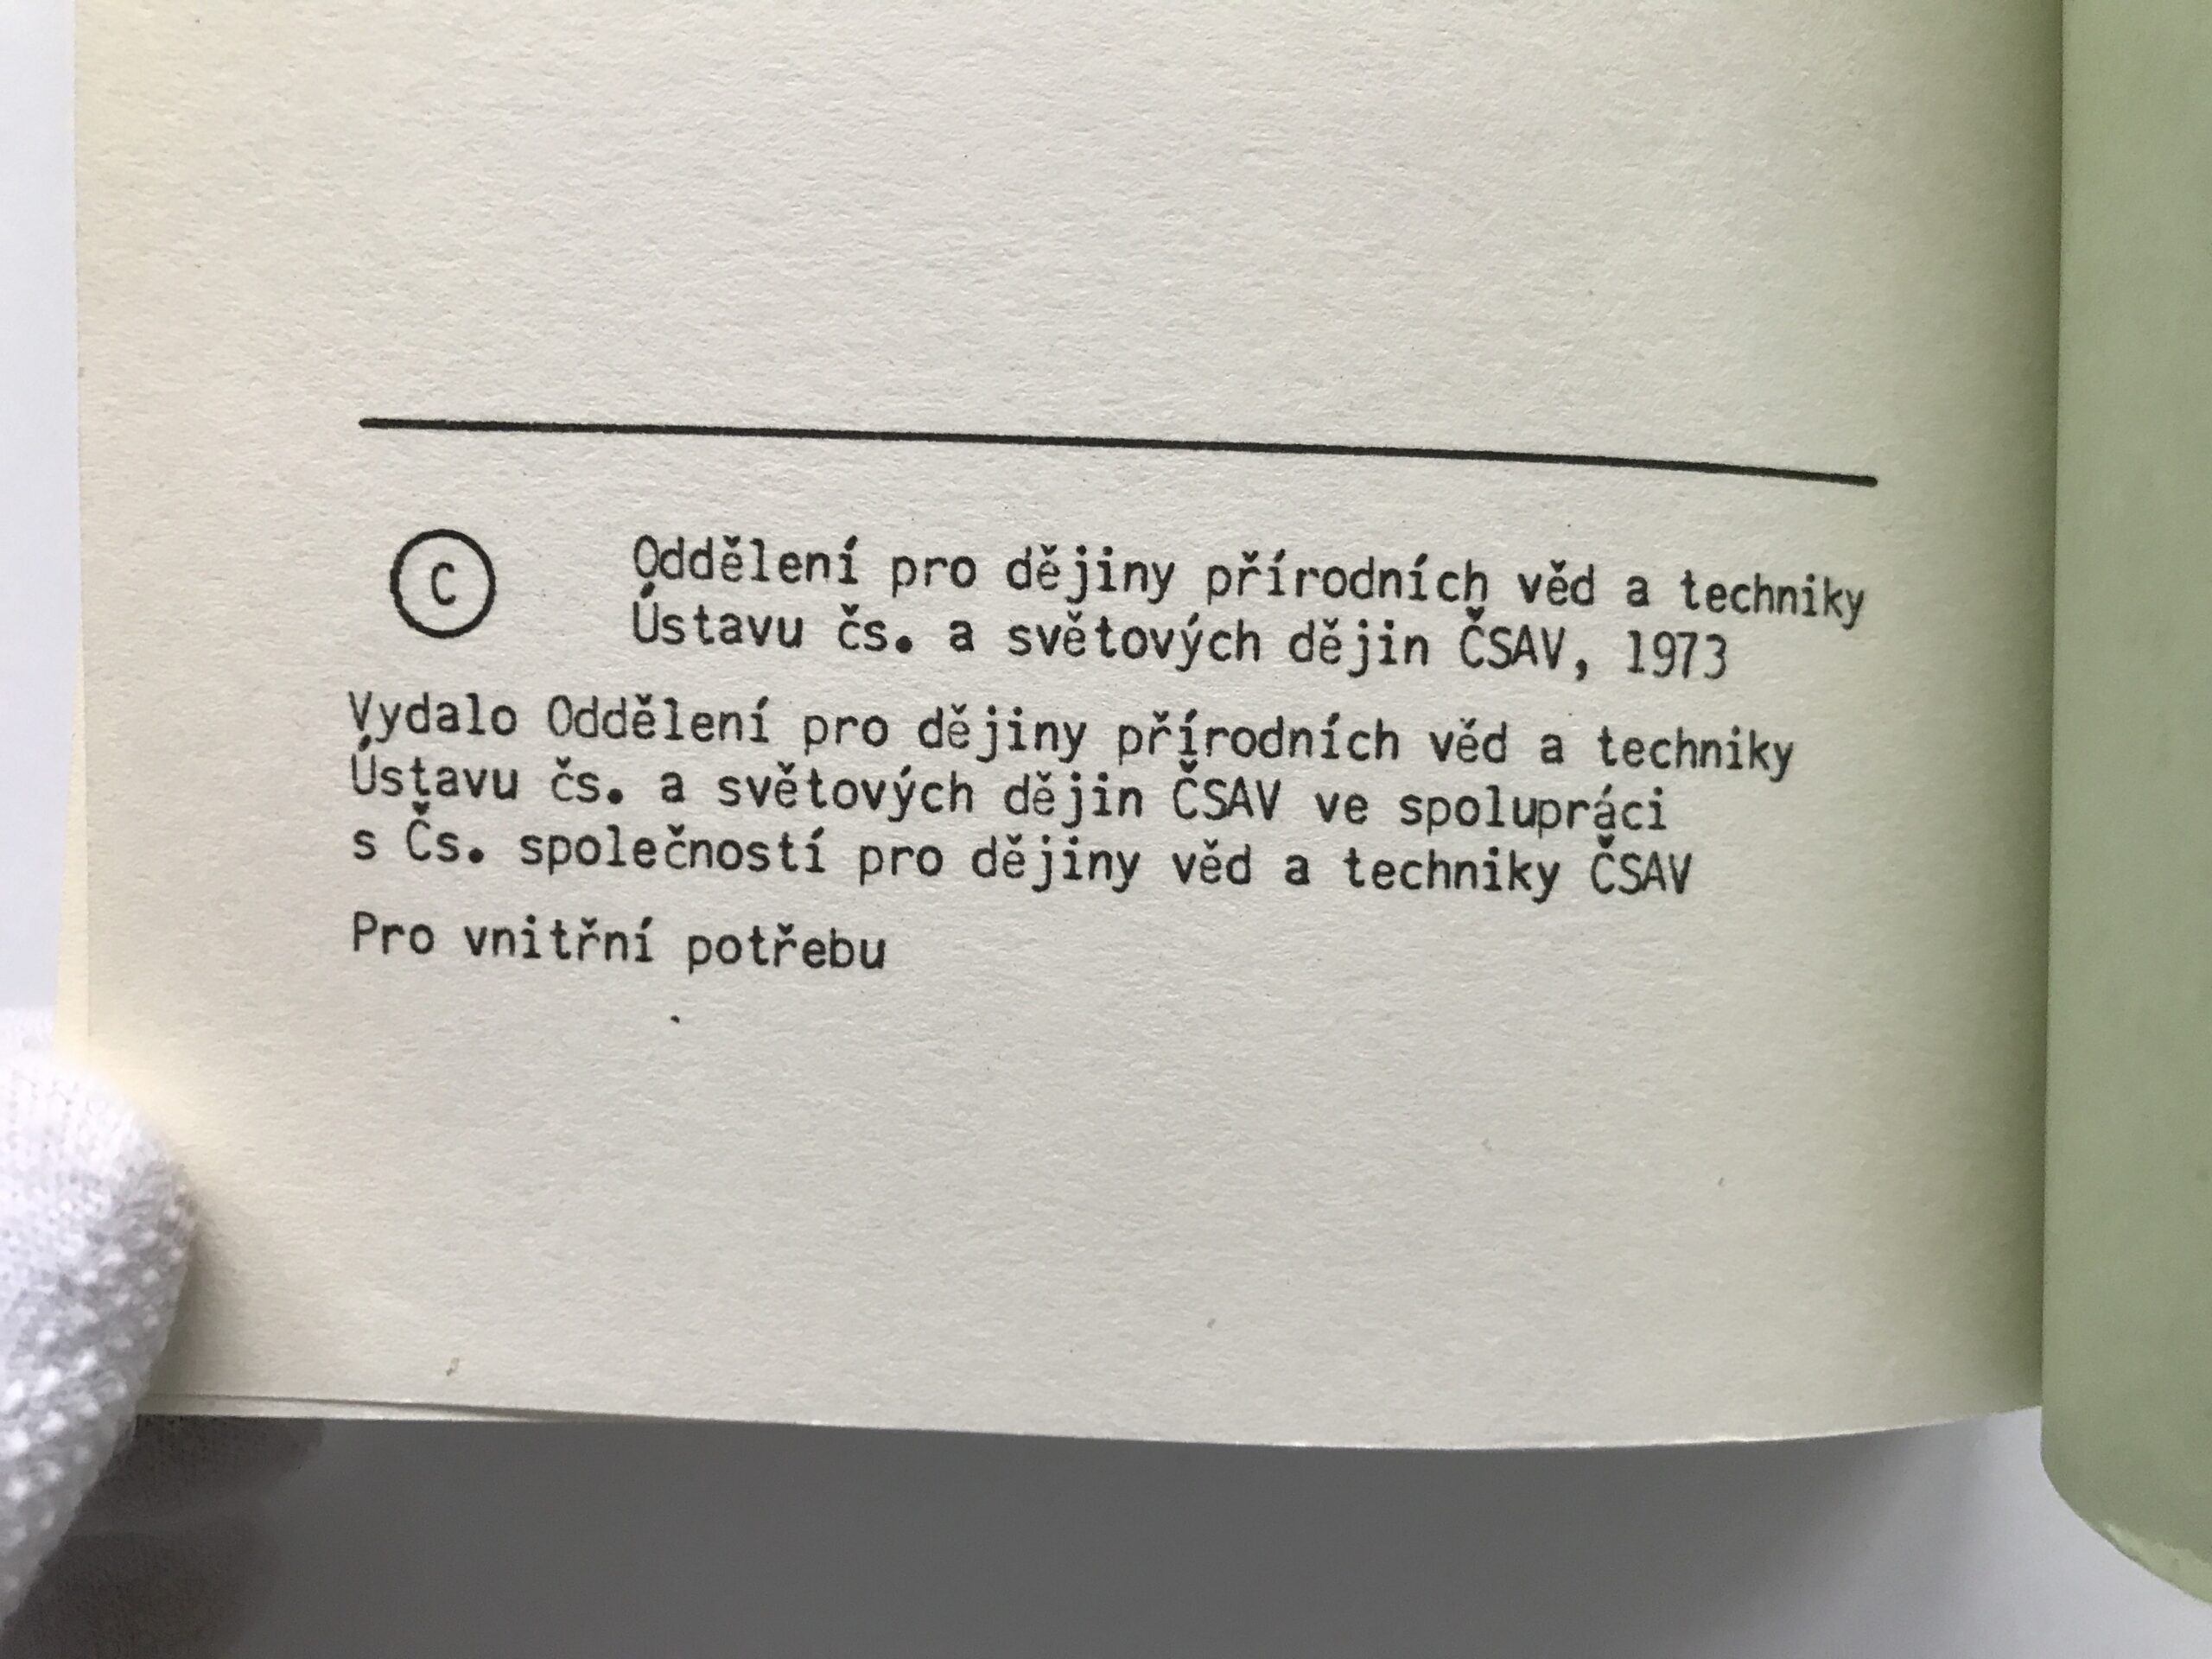 © Oddělení pro dějiny přírodních věd a techniky
Ústavu čs. a světových dějin ČSAV, 1973
Vydalo Oddělení pro dějiny přírodních věd a techniky
Ústavu čs. a světových dějin ČSAV ve spolupráci
s Čs. společností pro dějiny věd a techniky ČSAV
Pro vnitřní potřebu